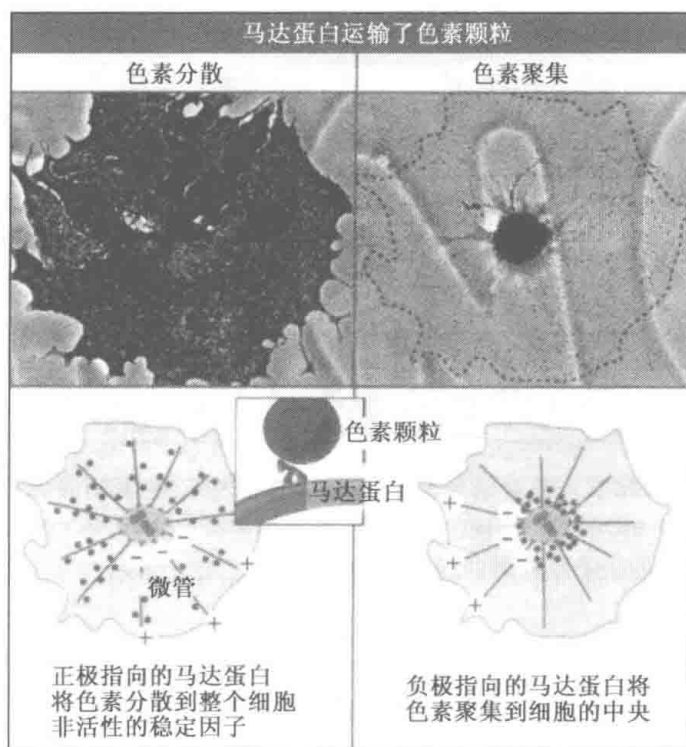 马达蛋白运输了色素颗粒
色素分散
色素聚集
色素颗粒
马达蛋白
+
-
-
-
微管
+
+
+
+
-
+
-
+
-
正极指向的马达蛋白
将色素分散到整个细胞
非活性的稳定因子
负极指向的马达蛋白将
色素聚集到细胞的中央